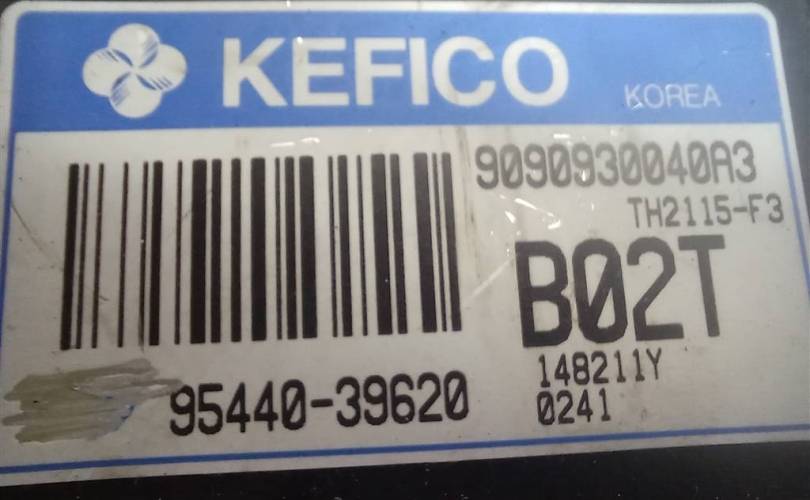 KEFICO
KOREA
9090930040A3
TH2115-F3
B02T
148211Y
0241
95440-39620